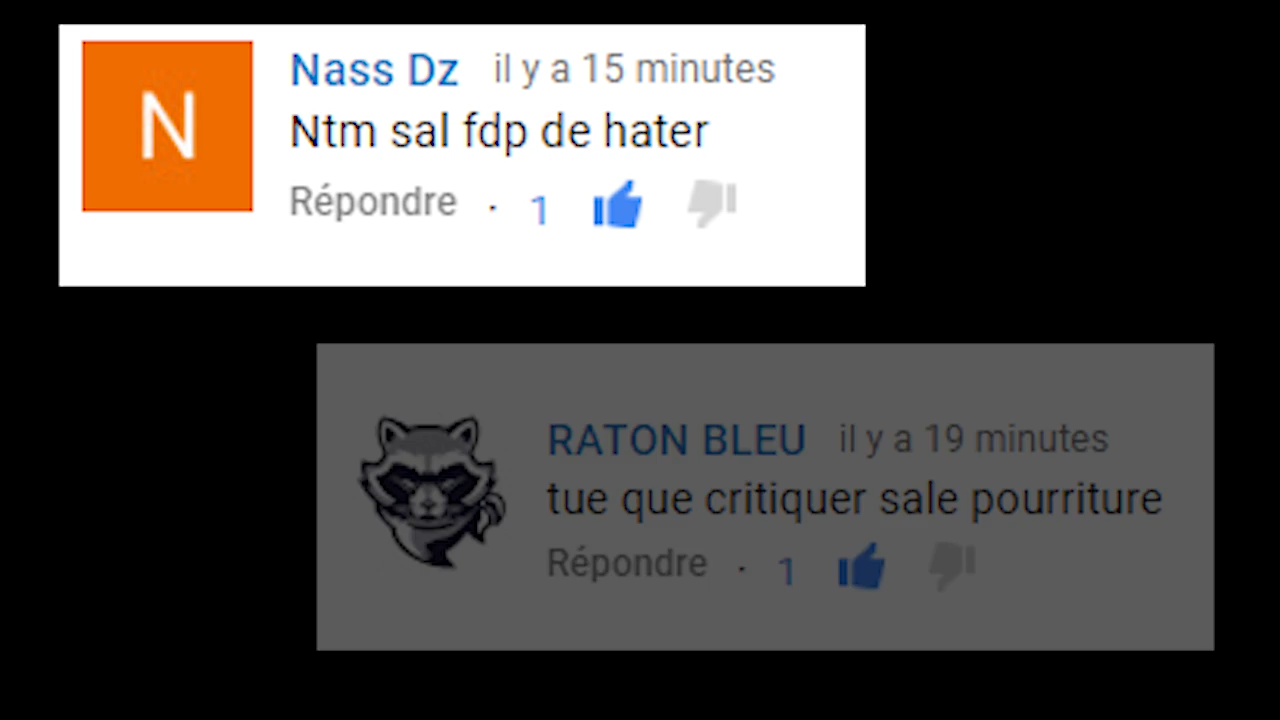 N
Nass Dz il y a 15 minutes
Ntm sal fdp de hater
Répondre · 1
RATON BLEU il y a 19 minutes
tue que critiquer sale pourriture
Répondre · 1